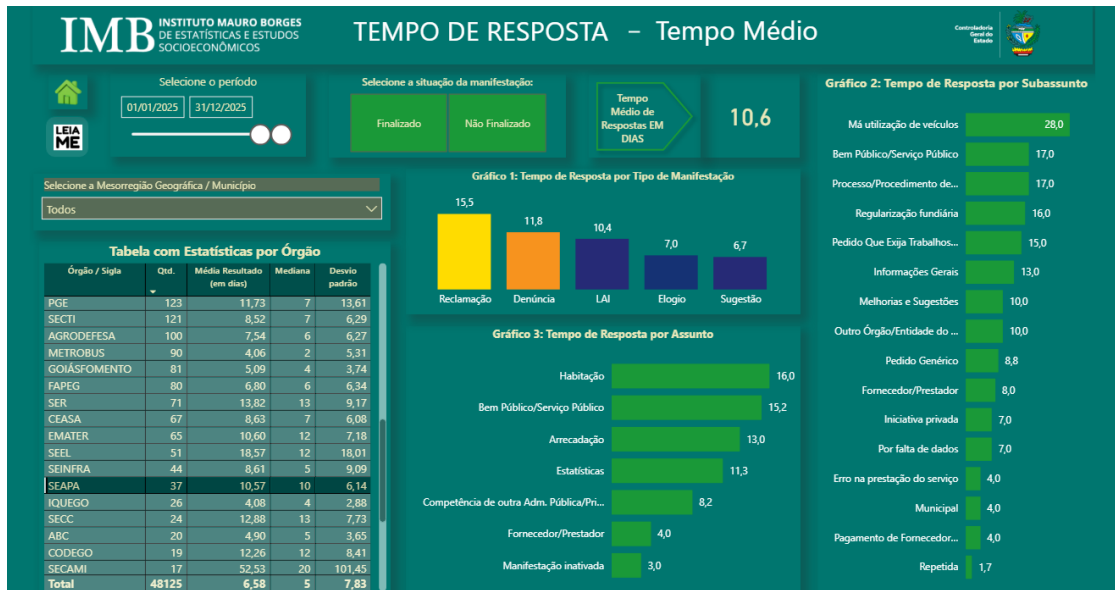 IMB
INSTITUTO MAURO BORGES
DE ESTATÍSTICAS E ESTUDOS
SOCIOECONÔMICOS
TEMPO DE RESPOSTA – Tempo Médio
Controladoria
Geral do
Estado
LEIA
ME
Selecione o período
01/01/2025 31/12/2025
Selecione a situação da manifestação:
Finalizado Não Finalizado
Tempo
Médio de
Respostas EM
DIAS
10,6
Selecione a Mesorregião Geográfica / Município
Todos
Tabela com Estatísticas por Órgão
Órgão / Sigla Qtd. Média Resultado (em dias) Mediana Desvio padrão
PGE 123 11,73 7 13,61
SECTI 121 8,52 7 6,29
AGRODEFESA 100 7,54 6 6,27
METROBUS 90 4,06 2 5,31
GOIÁSFOMENTO 81 5,09 4 3,74
FAPEG 80 6,80 6 6,34
SER 71 13,82 13 9,17
CEASA 67 8,63 7 6,08
EMATER 65 10,60 12 7,18
SEEL 51 18,57 12 18,01
SEINFRA 44 8,61 5 9,09
SEAPA 37 10,57 10 6,14
IQUEGO 26 4,08 4 2,88
SECC 24 12,88 13 7,73
ABC 20 4,90 5 3,65
CODEGO 19 12,26 12 8,41
SECAMI 17 52,53 20 101,45
Total 48125 6,58 5 7,83
Gráfico 1: Tempo de Resposta por Tipo de Manifestação
15,5 11,8 10,4 7,0 6,7
Reclamação Denúncia LAI Elogio Sugestão
Gráfico 3: Tempo de Resposta por Assunto
Habitação 16,0
Bem Público/Serviço Público 15,2
Arrecadação 13,0
Estatísticas 11,3
Competência de outra Adm. Pública/Pri... 8,2
Fornecedor/Prestador 4,0
Manifestação inativada 3,0
Gráfico 2: Tempo de Resposta por Subassunto
Má utilização de veículos 28,0
Bem Público/Serviço Público 17,0
Processo/Procedimento de... 17,0
Regularização fundiária 16,0
Pedido Que Exija Trabalhos... 15,0
Informações Gerais 13,0
Melhorias e Sugestões 10,0
Outro Órgão/Entidade do ... 10,0
Pedido Genérico 8,8
Fornecedor/Prestador 8,0
Iniciativa privada 7,0
Por falta de dados 7,0
Erro na prestação do serviço 4,0
Municipal 4,0
Pagamento de Fornecedor... 4,0
Repetida 1,7